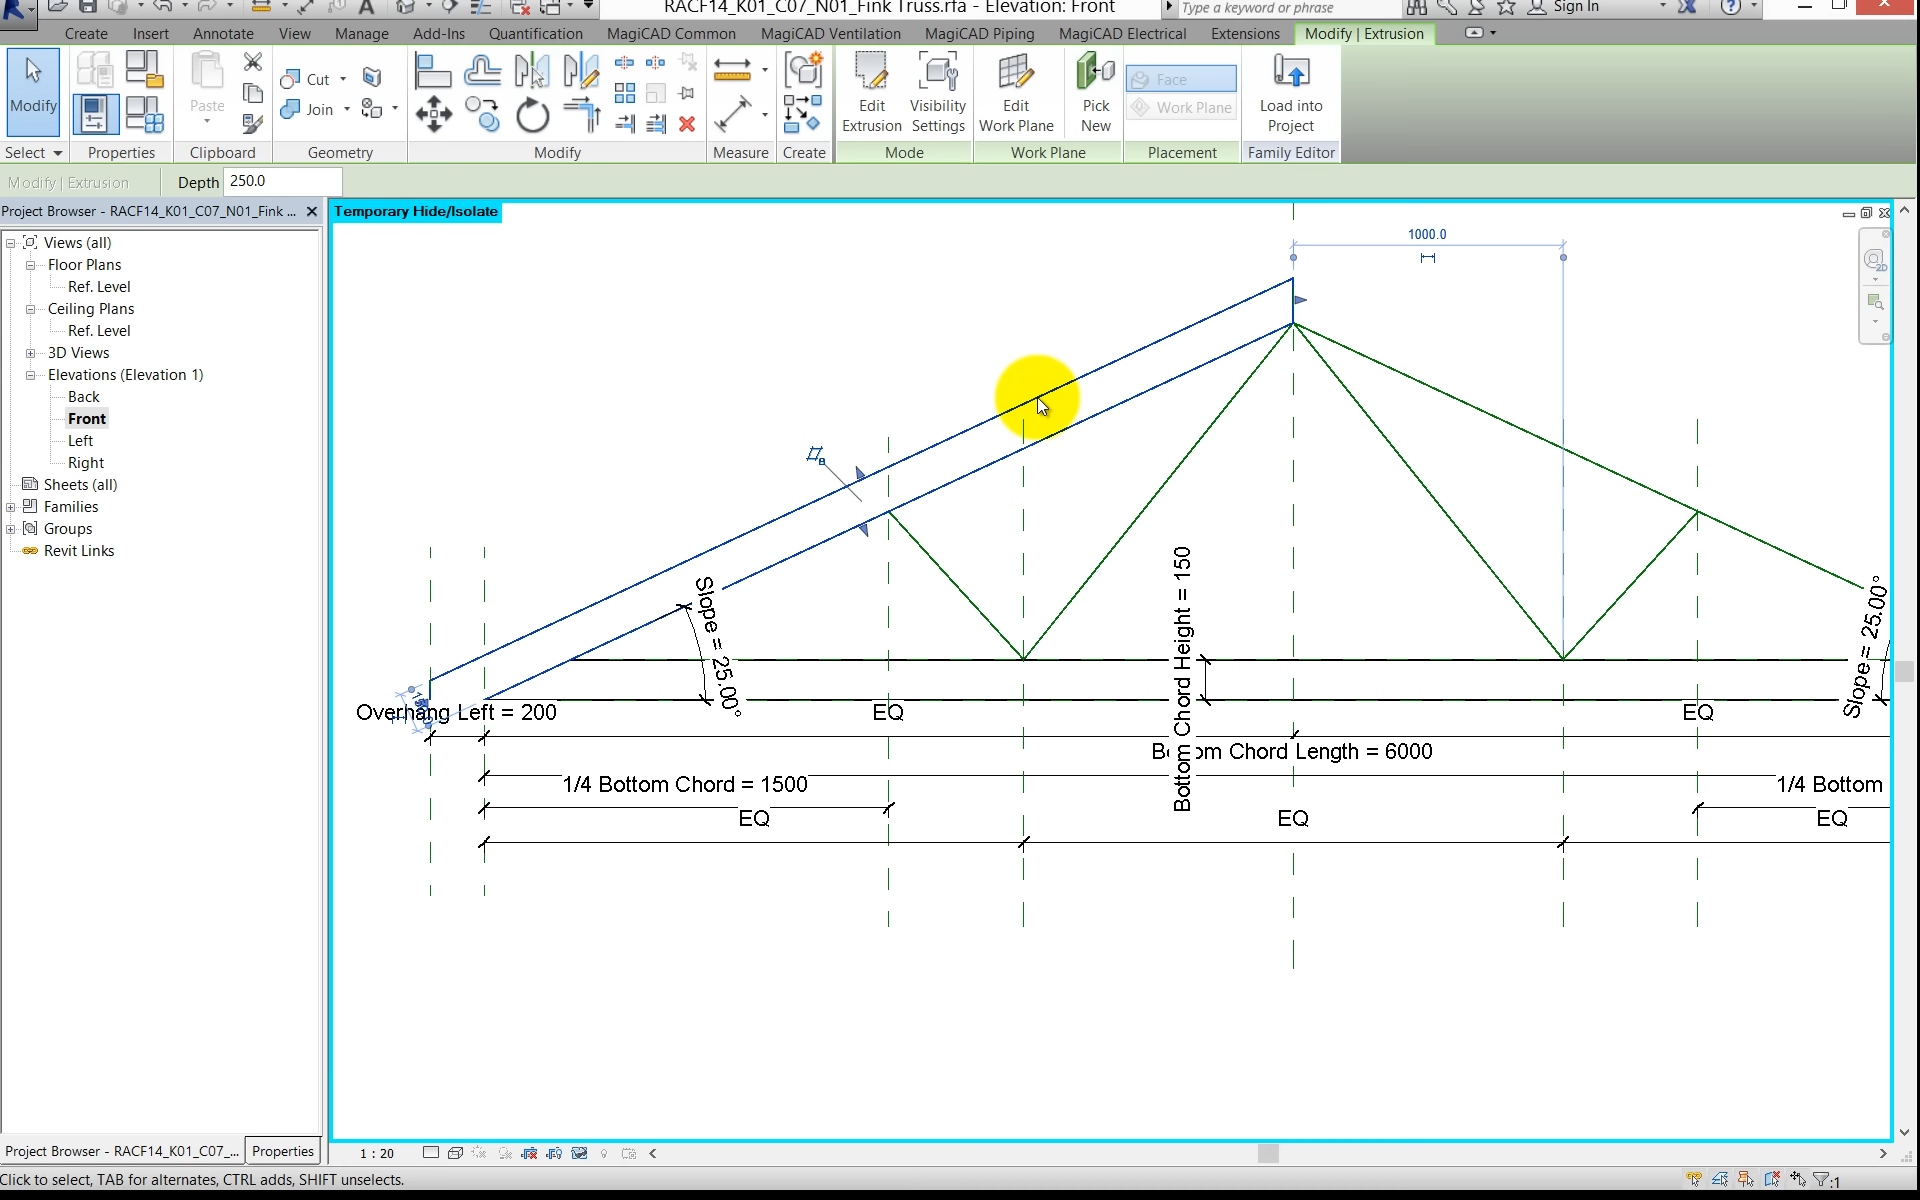 RACF14_K01_C07_N01_Fink Truss.rfa - Elevation: Front
Type a keyword or phrase
Sign In
Create Insert Annotate View Manage Add-Ins Quantification MagiCAD Common MagiCAD Ventilation MagiCAD Piping MagiCAD Electrical Extensions Modify | Extrusion
Modify
Paste
Cut
Join
Edit Extrusion
Visibility Settings
Edit Work Plane
Pick New
Face
Work Plane
Load into Project
Select Properties Clipboard Geometry Modify Measure Create Mode Work Plane Placement Family Editor
Modify | Extrusion Depth 250.0
Project Browser - RACF14_K01_C07_N01_Fink ...
Temporary Hide/Isolate
Views (all)
Floor Plans
Ref. Level
Ceiling Plans
Ref. Level
3D Views
Elevations (Elevation 1)
Back
Front
Left
Right
Sheets (all)
Families
Groups
Revit Links
1000.0
2D
Slope = 25.00°
Bottom Chord Height = 150
Slope = 25.00°
Overhang Left = 200
EQ
EQ
om Chord Length = 6000
1/4 Bottom Chord = 1500
1/4 Bottom
EQ
EQ
EQ
Project Browser - RACF14_K01_C07_... Properties
1 : 20
Click to select, TAB for alternates, CTRL adds, SHIFT unselects.
:1